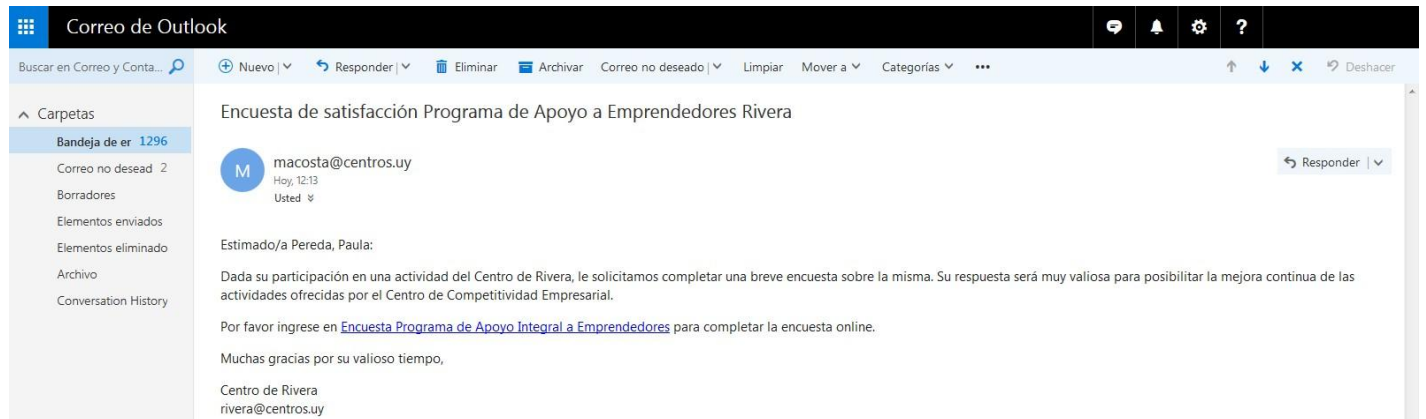 Correo de Outlook
?
Buscar en Correo y Conta...
Nuevo
Responder
Eliminar
Archivar
Correo no deseado
Limpiar
Mover a
Categorías
...
Deshacer
Carpetas
Bandeja de er 1296
Correo no desead 2
Borradores
Elementos enviados
Elementos eliminado
Archivo
Conversation History
Encuesta de satisfacción Programa de Apoyo a Emprendedores Rivera
M
macosta@centros.uy
Hoy, 12:13
Usted
Responder
Estimado/a Pereda, Paula:
Dada su participación en una actividad del Centro de Rivera, le solicitamos completar una breve encuesta sobre la misma. Su respuesta será muy valiosa para posibilitar la mejora continua de las
actividades ofrecidas por el Centro de Competitividad Empresarial.
Por favor ingrese en Encuesta Programa de Apoyo Integral a Emprendedores para completar la encuesta online.
Muchas gracias por su valioso tiempo,
Centro de Rivera
rivera@centros.uy